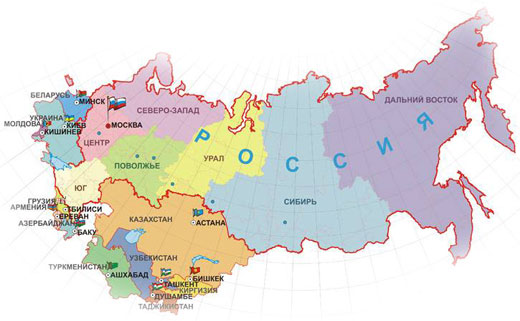 БЕЛАРУСЬ
МИНСК
УКРАИНА
КИЕВ
МОЛДОВА
КИШИНЕВ
МОСКВА
ЦЕНТР
СЕВЕРО-ЗАПАД
ПОВОЛЖЬЕ
УРАЛ
РОССИЯ
СИБИРЬ
ДАЛЬНИЙ ВОСТОК
ЮГ
ГРУЗИЯ
ТБИЛИСИ
АРМЕНИЯ
ЕРЕВАН
АЗЕРБАЙДЖАН
БАКУ
КАЗАХСТАН
АСТАНА
УЗБЕКИСТАН
ТУРКМЕНИСТАН
АШХАБАД
ТАШКЕНТ
БИШКЕК
КИРГИЗИЯ
ДУШАМБЕ
ТАДЖИКИСТАН